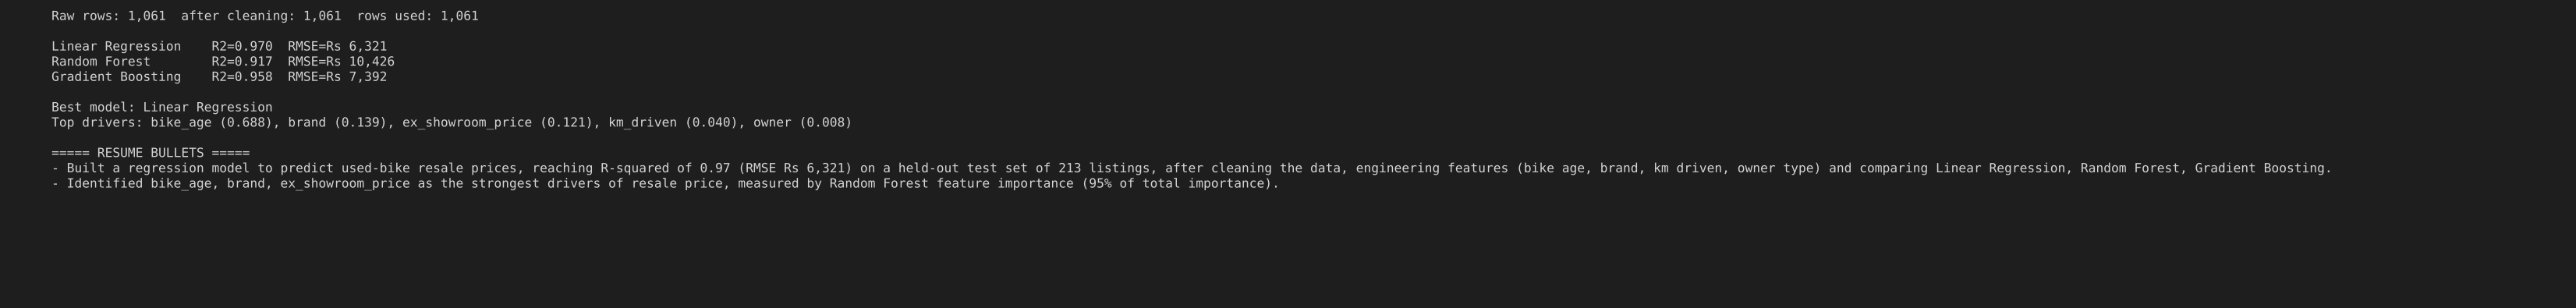 Raw rows: 1,061  after cleaning: 1,061  rows used: 1,061
Linear Regression    R2=0.970  RMSE=Rs 6,321
Random Forest        R2=0.917  RMSE=Rs 10,426
Gradient Boosting    R2=0.958  RMSE=Rs 7,392
Best model: Linear Regression
Top drivers: bike_age (0.688), brand (0.139), ex_showroom_price (0.121), km_driven (0.040), owner (0.008)
===== RESUME BULLETS =====
- Built a regression model to predict used-bike resale prices, reaching R-squared of 0.97 (RMSE Rs 6,321) on a held-out test set of 213 listings, after cleaning the data, engineering features (bike age, brand, km driven, owner type) and comparing Linear Regression, Random Forest, Gradient Boosting.
- Identified bike_age, brand, ex_showroom_price as the strongest drivers of resale price, measured by Random Forest feature importance (95% of total importance).